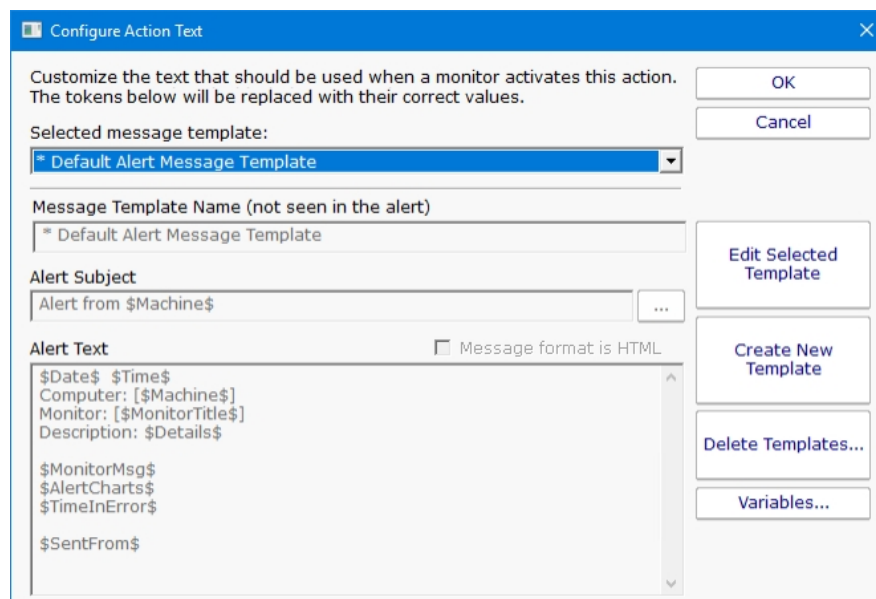 Configure Action Text
Customize the text that should be used when a monitor activates this action.
The tokens below will be replaced with their correct values.
OK
Cancel
Selected message template:
* Default Alert Message Template
Message Template Name (not seen in the alert)
* Default Alert Message Template
Edit Selected
Template
Alert Subject
Alert from $Machine$
...
Alert Text
Message format is HTML
Create New
Template
$Date$  $Time$
Computer: [$Machine$]
Monitor: [$MonitorTitle$]
Description: $Details$
Delete Templates...
$MonitorMsg$
$AlertCharts$
$TimeInError$
Variables...
$SentFrom$